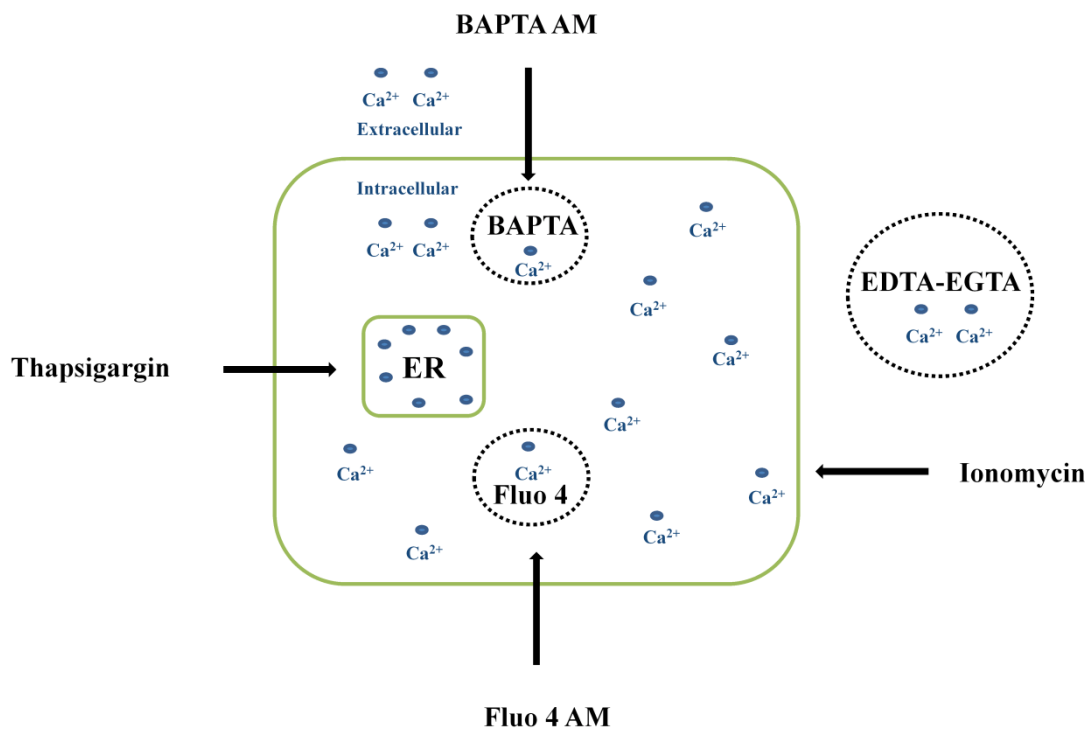 BAPTA AM
Ca²⁺ Ca²⁺
Extracellular
Intracellular
BAPTA
Ca²⁺
Ca²⁺ Ca²⁺
Ca²⁺
Ca²⁺
EDTA-EGTA
Ca²⁺ Ca²⁺
Ca²⁺
Thapsigargin
ER
Ca²⁺
Ca²⁺
Ca²⁺
Fluo 4
Ca²⁺
Ionomycin
Ca²⁺
Ca²⁺
Fluo 4 AM